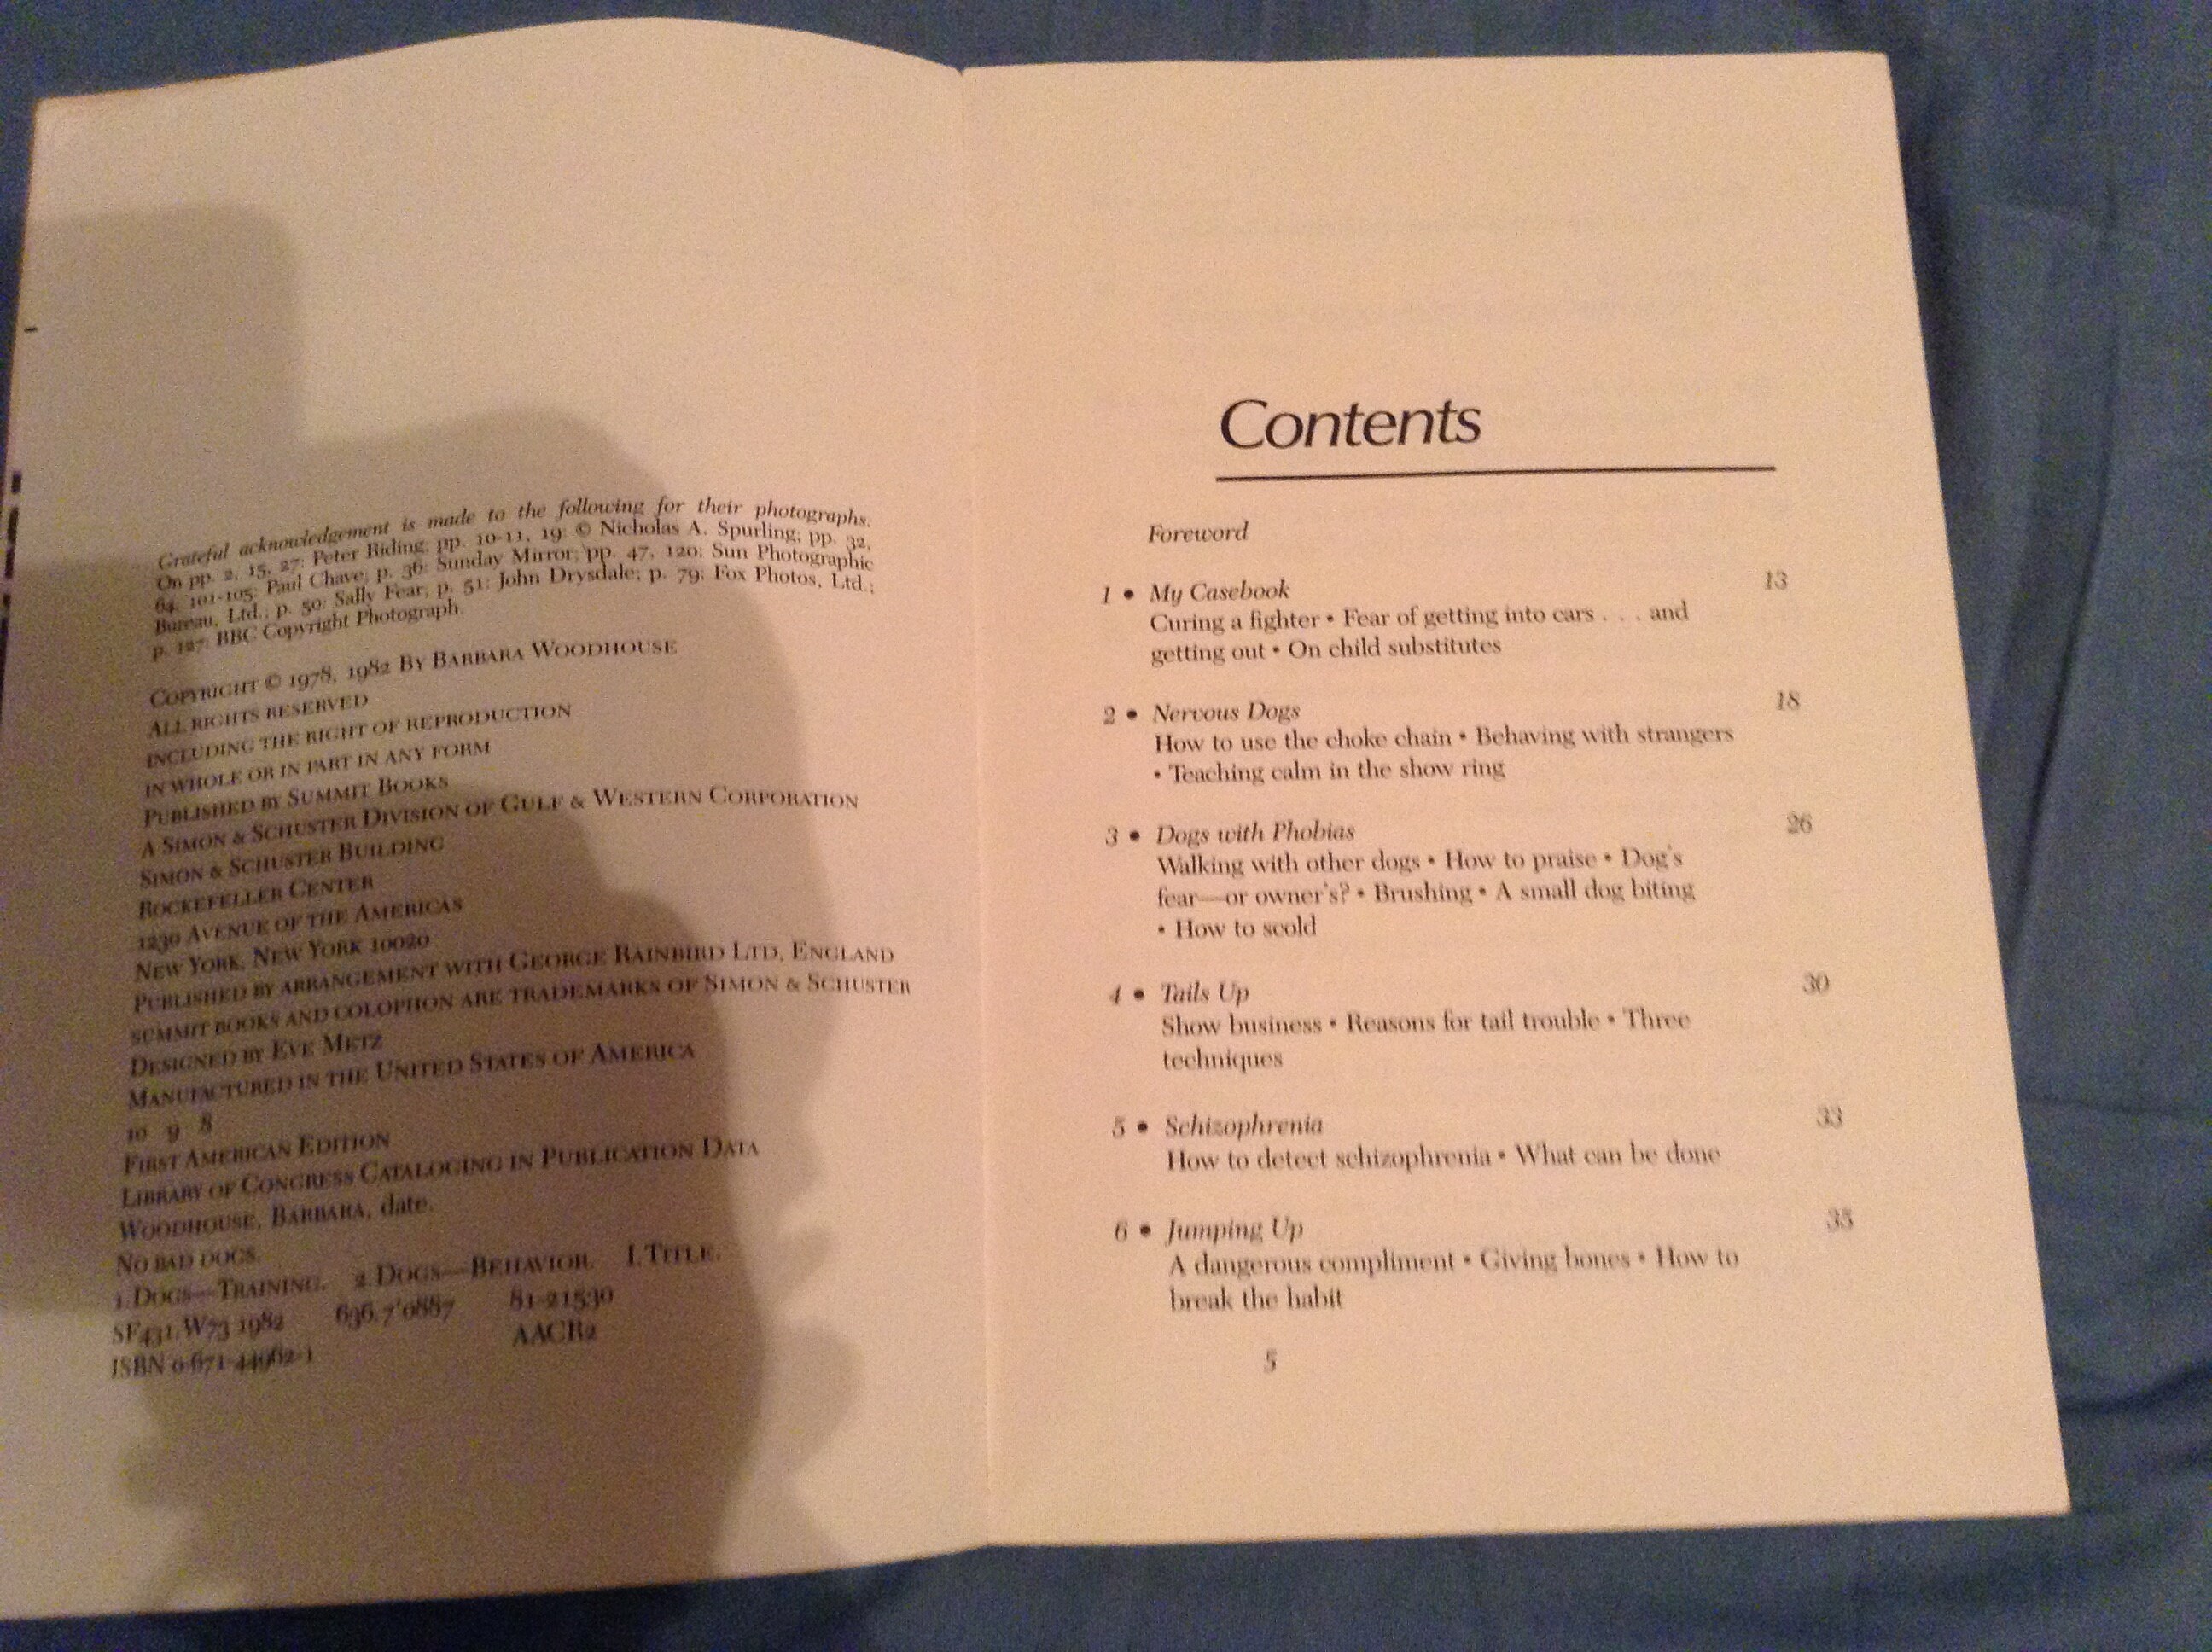 Grateful acknowledgement is made to the following for their photographs.
On pp. 2, 15, 27: Peter Riding; pp. 10-11, 19: © Nicholas A. Spurling; pp. 32,
64, 101-105: Paul Chave; p. 36: Sunday Mirror; pp. 47, 120: Sun Photographic
Bureau, Ltd.; p. 50: Sally Fear; p. 51: John Drysdale; p. 79: Fox Photos, Ltd.;
p. 127: BBC Copyright Photograph.
COPYRIGHT © 1978, 1982 BY BARBARA WOODHOUSE
ALL RIGHTS RESERVED
INCLUDING THE RIGHT OF REPRODUCTION
IN WHOLE OR IN PART IN ANY FORM
PUBLISHED BY SUMMIT BOOKS
A SIMON & SCHUSTER DIVISION OF GULF & WESTERN CORPORATION
SIMON & SCHUSTER BUILDING
ROCKEFELLER CENTER
1230 AVENUE OF THE AMERICAS
NEW YORK, NEW YORK 10020
PUBLISHED BY ARRANGEMENT WITH GEORGE RAINBIRD LTD, ENGLAND
SUMMIT BOOKS AND COLOPHON ARE TRADEMARKS OF SIMON & SCHUSTER
DESIGNED BY EVE METZ
MANUFACTURED IN THE UNITED STATES OF AMERICA
10 9 8
FIRST AMERICAN EDITION
LIBRARY OF CONGRESS CATALOGING IN PUBLICATION DATA
WOODHOUSE, BARBARA, date.
NO BAD DOGS.
1. DOGS—TRAINING. 2. DOGS—BEHAVIOR. I. TITLE.
SF431.W73 1982 636.7'0887 81-21530
AACR2
ISBN 0-671-44962-1
Contents
Foreword
1 • My Casebook 13
Curing a fighter • Fear of getting into cars . . . and
getting out • On child substitutes
2 • Nervous Dogs 18
How to use the choke chain • Behaving with strangers
• Teaching calm in the show ring
3 • Dogs with Phobias 26
Walking with other dogs • How to praise • Dog's
fear—or owner's? • Brushing • A small dog biting
• How to scold
4 • Tails Up 30
Show business • Reasons for tail trouble • Three
techniques
5 • Schizophrenia 33
How to detect schizophrenia • What can be done
6 • Jumping Up 35
A dangerous compliment • Giving bones • How to
break the habit
5